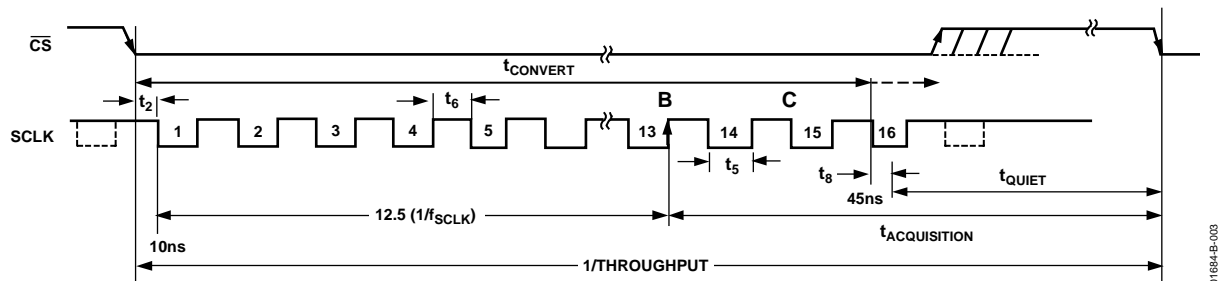 CS
tCONVERT
t2
t6
B
C
SCLK
1
2
3
4
5
13
14
15
16
t5
t8
tQUIET
45ns
12.5 (1/fSCLK)
tACQUISITION
10ns
1/THROUGHPUT
01684-B-003